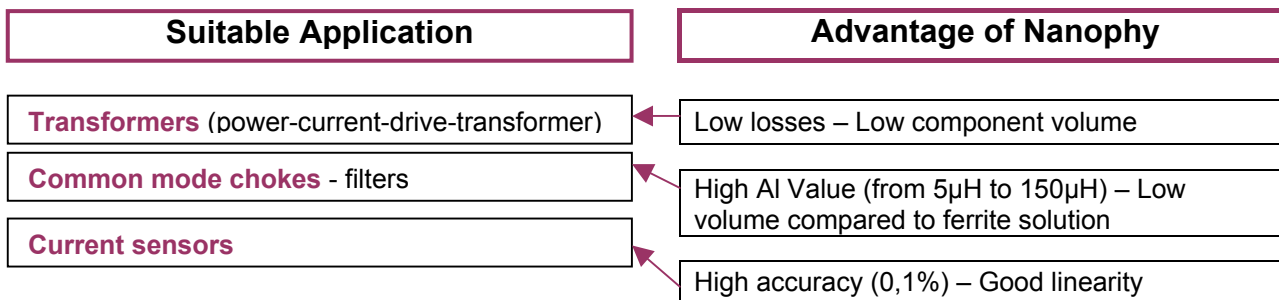 Suitable Application
Advantage of Nanophy
Transformers (power-current-drive-transformer)
Low losses – Low component volume
Common mode chokes - filters
High Al Value (from 5µH to 150µH) – Low
volume compared to ferrite solution
Current sensors
High accuracy (0,1%) – Good linearity